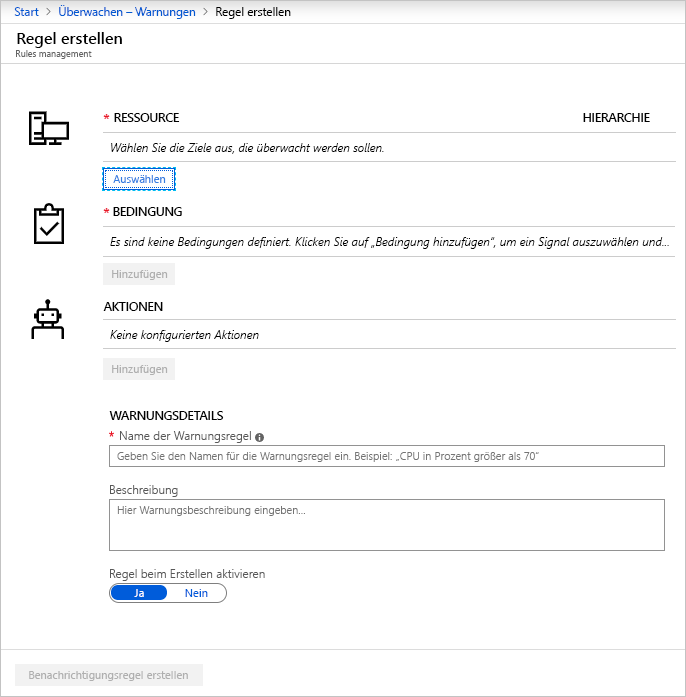 Start > Überwachen – Warnungen > Regel erstellen
Regel erstellen
Rules management
* RESSOURCE HIERARCHIE
Wählen Sie die Ziele aus, die überwacht werden sollen.
Auswählen
* BEDINGUNG
Es sind keine Bedingungen definiert. Klicken Sie auf „Bedingung hinzufügen“, um ein Signal auszuwählen und...
Hinzufügen
AKTIONEN
Keine konfigurierten Aktionen
Hinzufügen
WARNUNGSDETAILS
* Name der Warnungsregel
Geben Sie den Namen für die Warnungsregel ein. Beispiel: „CPU in Prozent größer als 70“
Beschreibung
Hier Warnungsbeschreibung eingeben...
Regel beim Erstellen aktivieren
Ja Nein
Benachrichtigungsregel erstellen